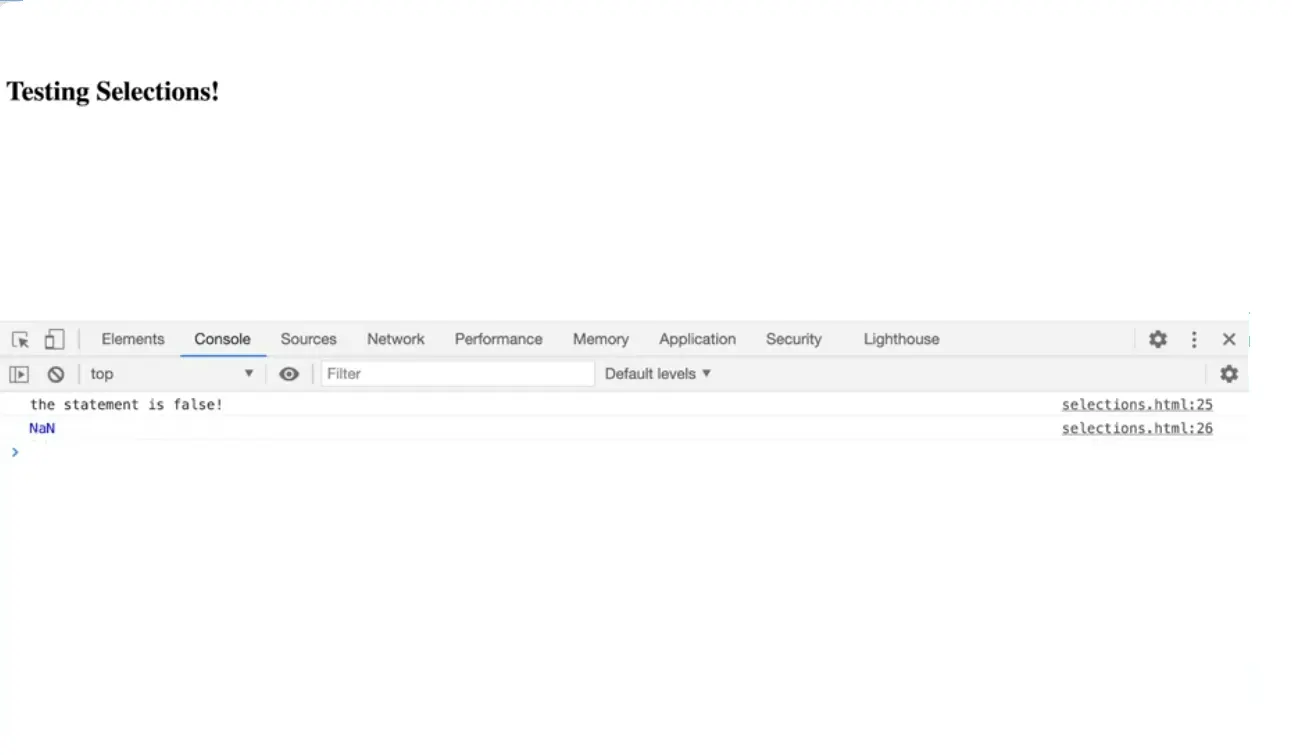 Testing Selections!
Elements Console Sources Network Performance Memory Application Security Lighthouse
top Filter Default levels
the statement is false! selections.html:25
NaN selections.html:26